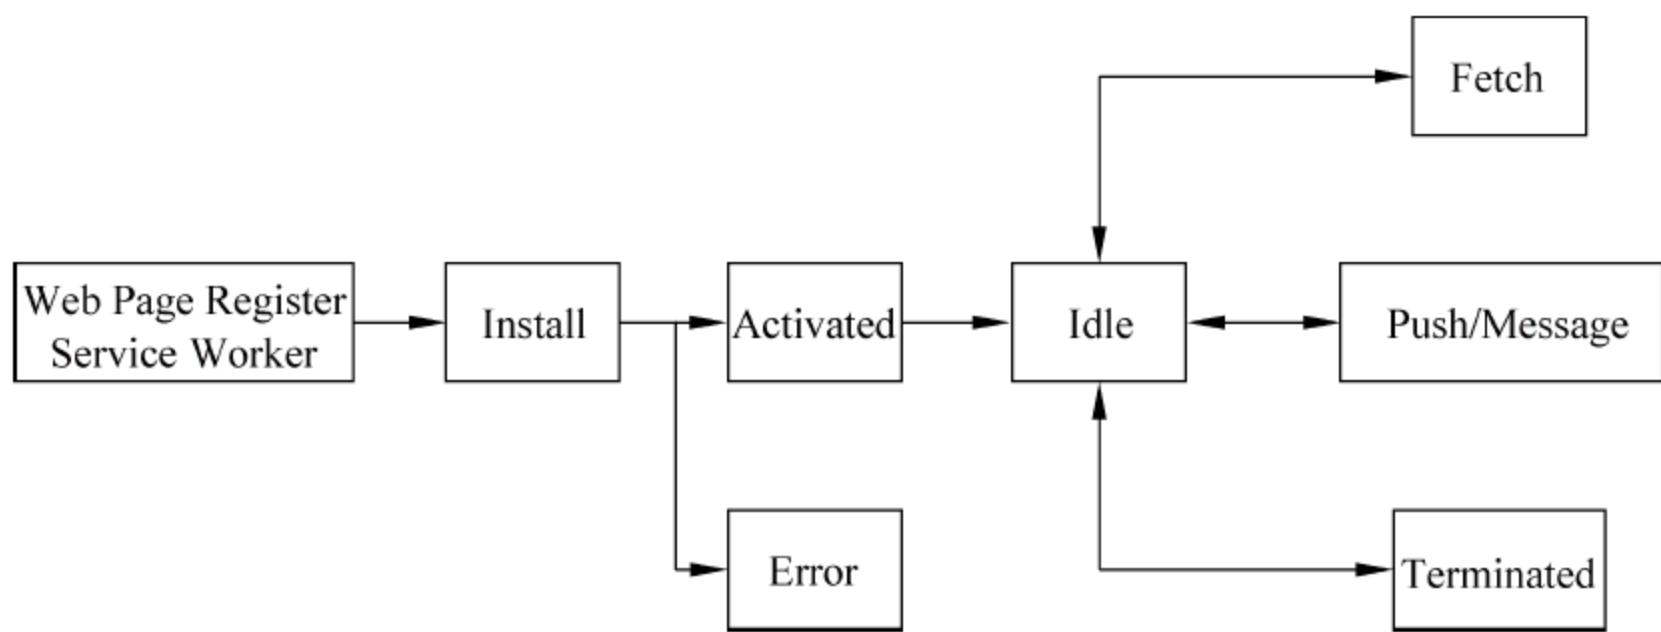 Fetch
Web Page Register
Service Worker
Install
Activated
Idle
Push/Message
Error
Terminated